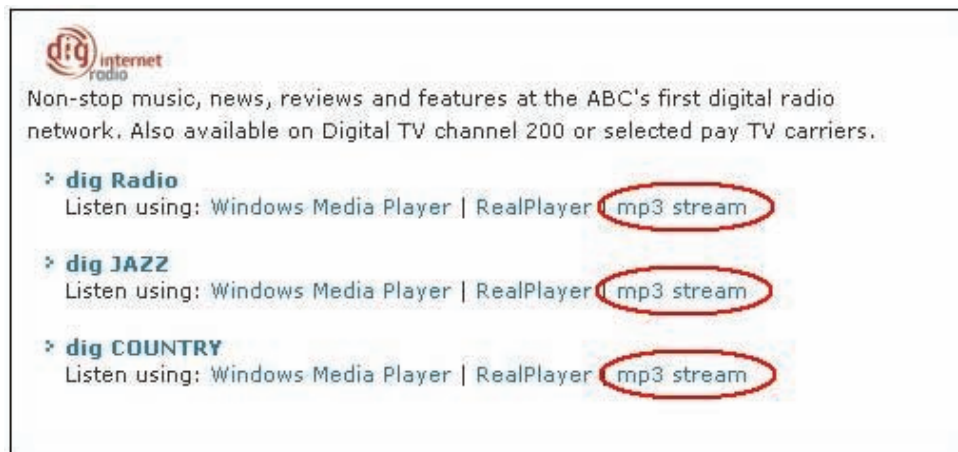 dig internet
radio
Non-stop music, news, reviews and features at the ABC's first digital radio
network. Also available on Digital TV channel 200 or selected pay TV carriers.
dig Radio
Listen using: Windows Media Player | RealPlayer | mp3 stream
dig JAZZ
Listen using: Windows Media Player | RealPlayer | mp3 stream
dig COUNTRY
Listen using: Windows Media Player | RealPlayer | mp3 stream